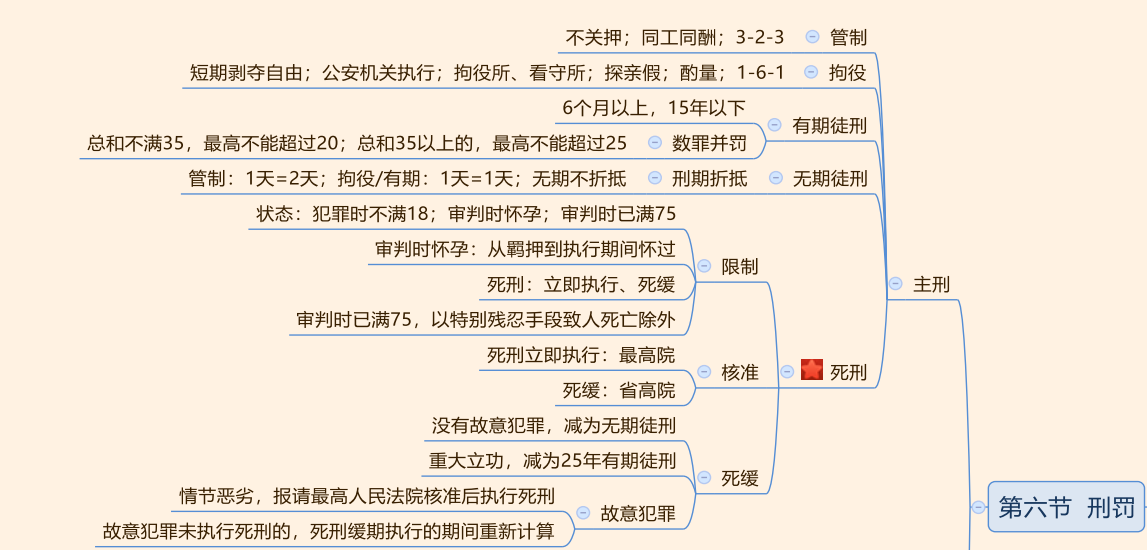 不关押；同工同酬；3-2-3 管制
短期剥夺自由；公安机关执行；拘役所、看守所；探亲假；酌量；1-6-1 拘役
6个月以上，15年以下
有期徒刑
总和不满35，最高不能超过20；总和35以上的，最高不能超过25 数罪并罚
管制：1天=2天；拘役/有期：1天=1天；无期不折抵 刑期折抵 无期徒刑
状态：犯罪时不满18；审判时怀孕；审判时已满75
审判时怀孕：从羁押到执行期间怀过
限制
死刑：立即执行、死缓
主刑
审判时已满75，以特别残忍手段致人死亡除外
死刑立即执行：最高院
核准 死刑
死缓：省高院
没有故意犯罪，减为无期徒刑
重大立功，减为25年有期徒刑
死缓
情节恶劣，报请最高人民法院核准后执行死刑
第六节 刑罚
故意犯罪
故意犯罪未执行死刑的，死刑缓期执行的期间重新计算